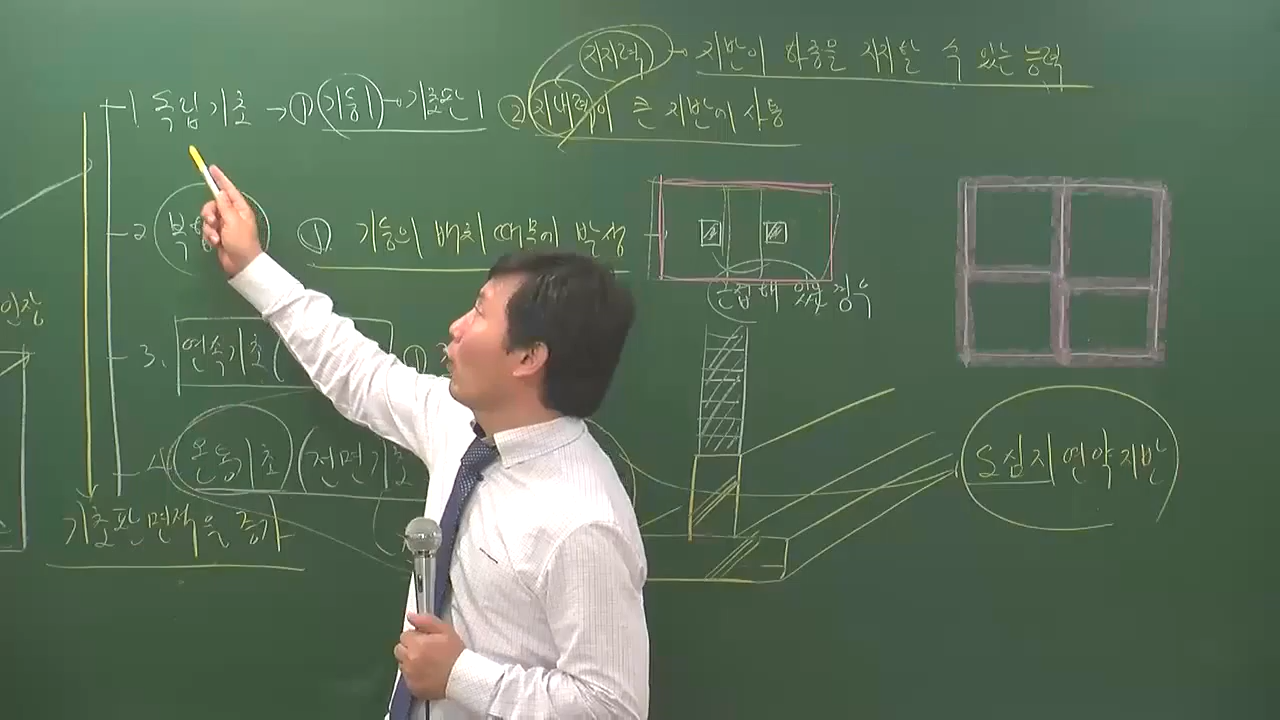 지지력 → 지반이 하중을 지지할 수 있는 능력
1 독립기초 → ① 기둥1 → 기초판 1 ② 지내력이 큰 지반에 사용
2 복
① 기둥의 배치 때문에 발생
근접해 있을 경우
3. 연속기초(
4 온통기초 (전면기초
S 심지 연약지반
기초판 면적을 증가